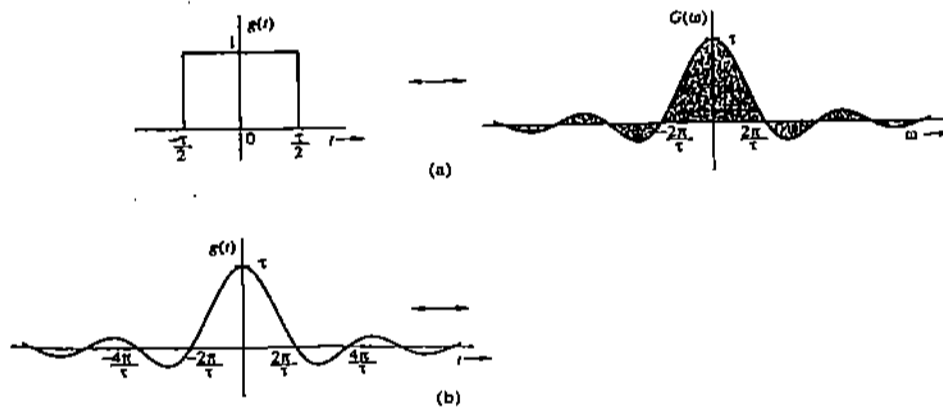 g(t) G(ω)
1 τ
-τ/2 0 τ/2 t -2π/τ 2π/τ ω
(a)
g(t)
τ
-4π/τ -2π/τ 2π/τ 4π/τ t
(b)